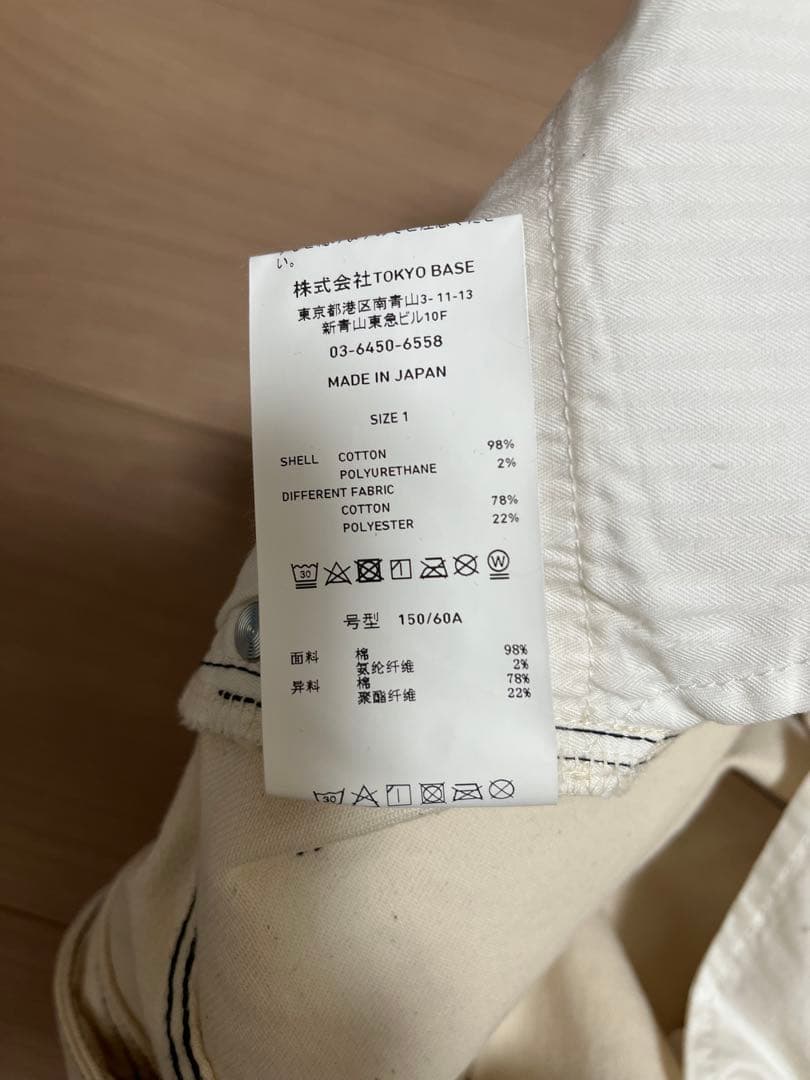 い。
株式会社TOKYO BASE
東京都港区南青山3-11-13
新青山東急ビル10F
03-6450-6558
MADE IN JAPAN
SIZE 1
SHELL COTTON 98%
POLYURETHANE 2%
DIFFERENT FABRIC
COTTON 78%
POLYESTER 22%
30 W
号型 150/60A
面料 棉 98%
氨纶纤维 2%
异料 棉 78%
聚酯纤维 22%
30